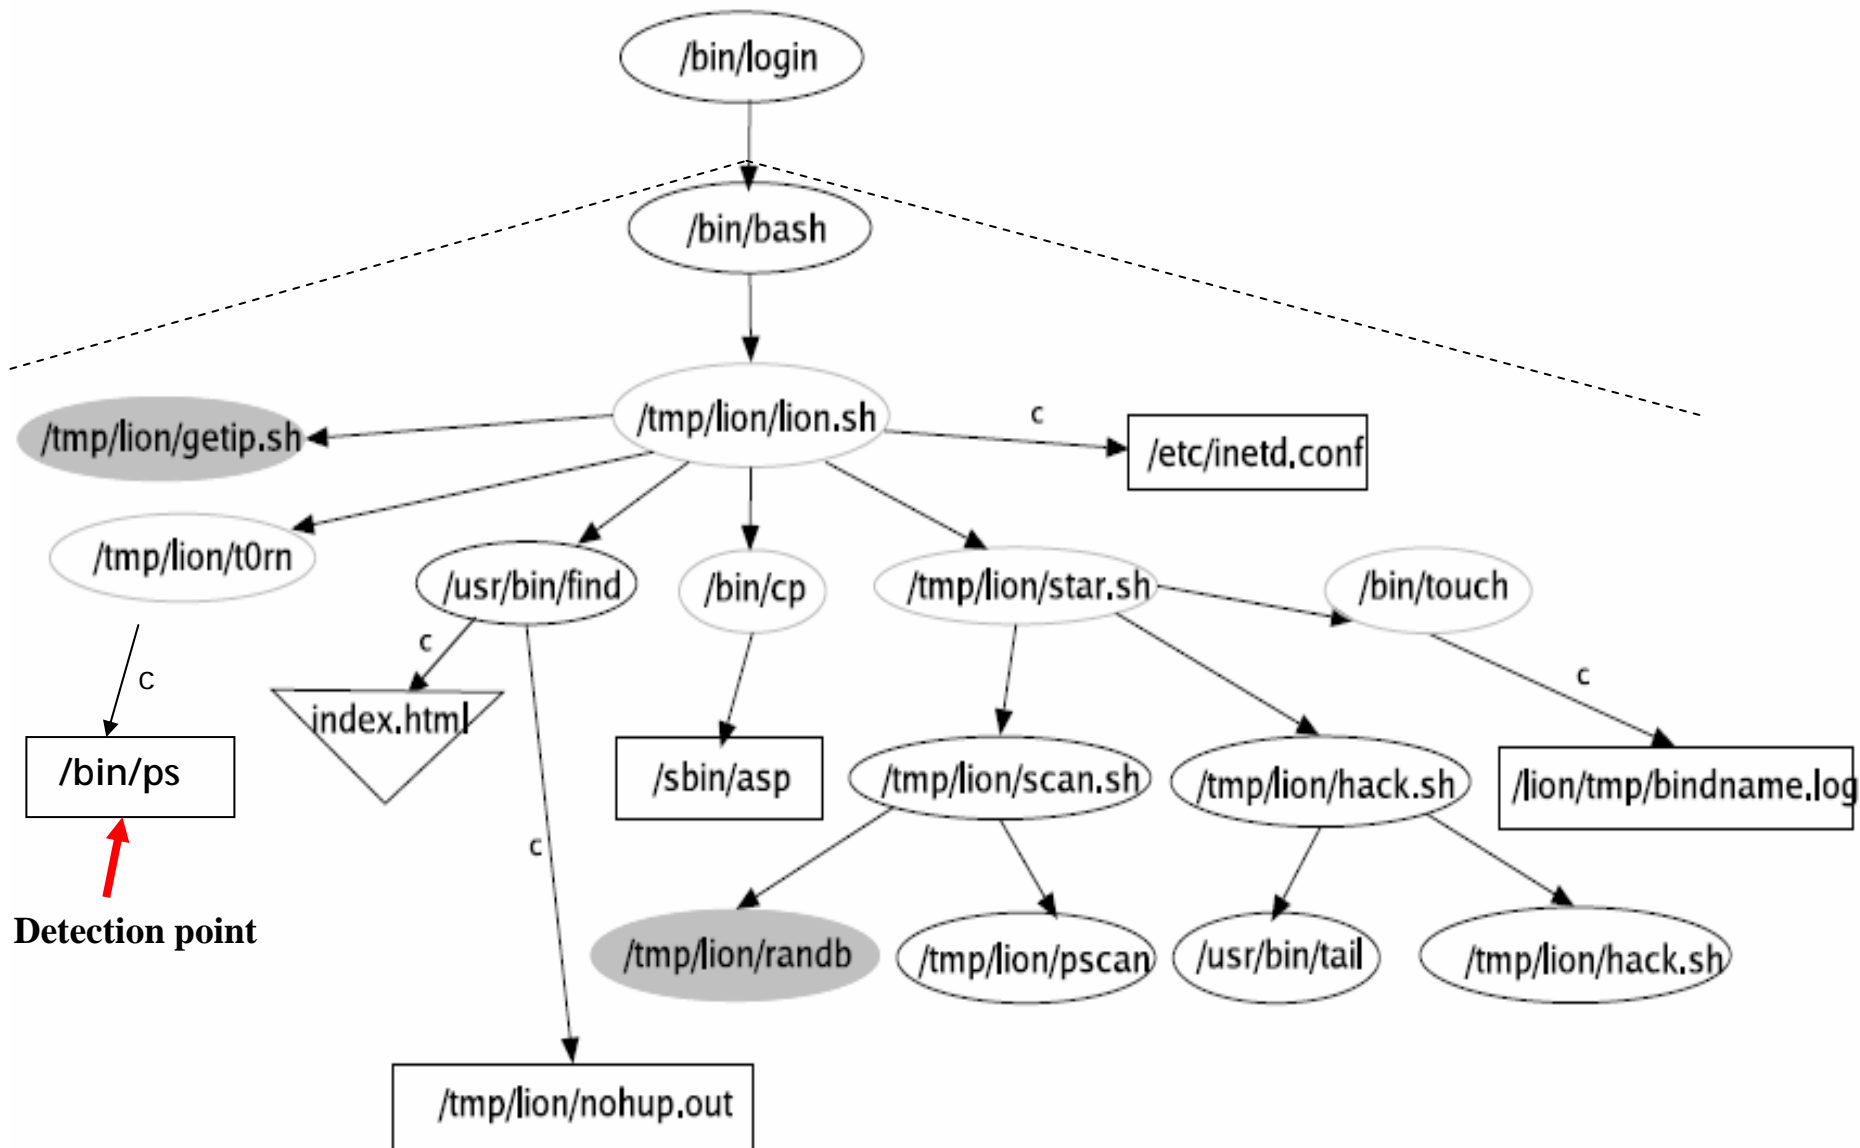 /bin/login
/bin/bash
/tmp/lion/lion.sh
c
/tmp/lion/getip.sh
/etc/inetd.conf
/tmp/lion/t0rn
/usr/bin/find
/bin/cp
/tmp/lion/star.sh
/bin/touch
c
c
c
index.html
/bin/ps
/sbin/asp
/tmp/lion/scan.sh
/tmp/lion/hack.sh
/lion/tmp/bindname.log
c
Detection point
/tmp/lion/randb
/tmp/lion/pscan
/usr/bin/tail
/tmp/lion/hack.sh
/tmp/lion/nohup.out